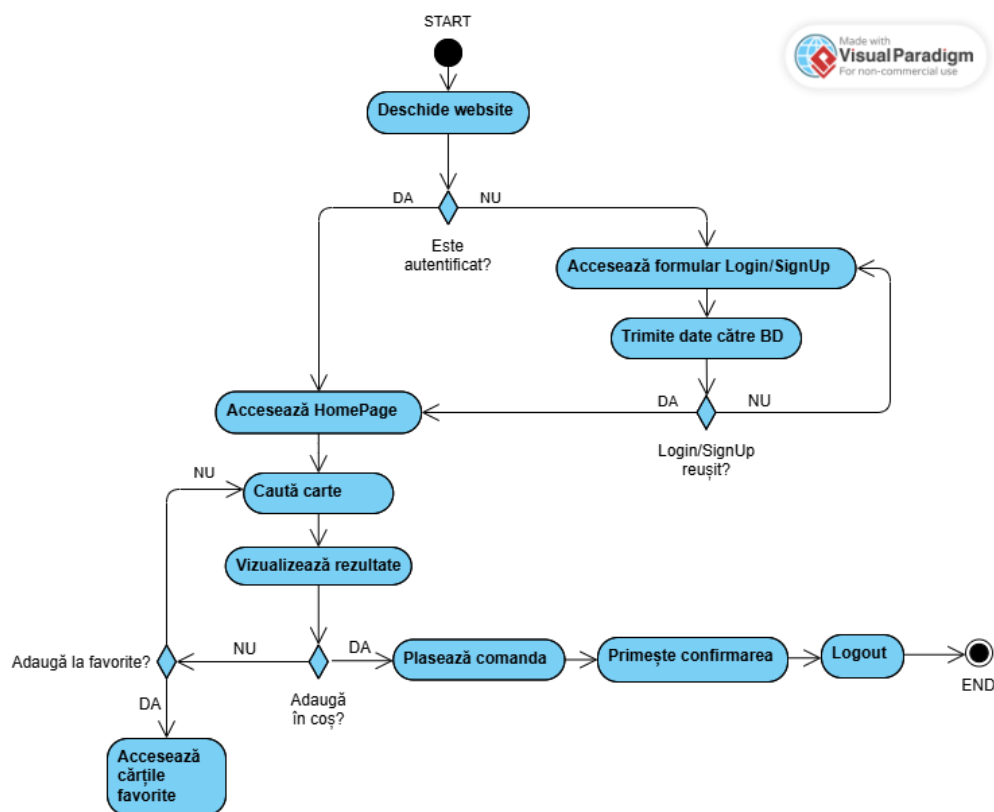 START
Made with
Visual Paradigm
For non-commercial use
Deschide website
DA
NU
Este
autentificat?
Accesează formular Login/SignUp
Trimite date către BD
Accesează HomePage
DA
NU
Login/SignUp
reușit?
NU
Caută carte
Vizualizează rezultate
Adaugă la favorite?
NU
DA
Plasează comanda
Primește confirmarea
Logout
END
Adaugă
în coș?
DA
Accesează
cărțile
favorite